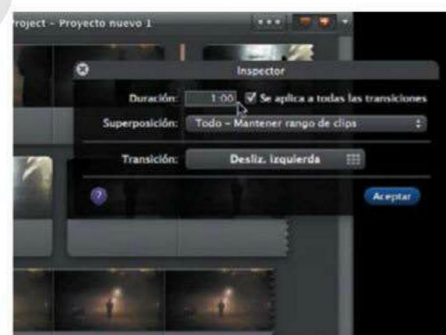 Project - Proyecto nuevo 1
Inspector
Duración: 1:00 Se aplica a todas las transiciones
Superposición: Todo - Mantener rango de clips
Transición: Desliz. izquierda
? Aceptar